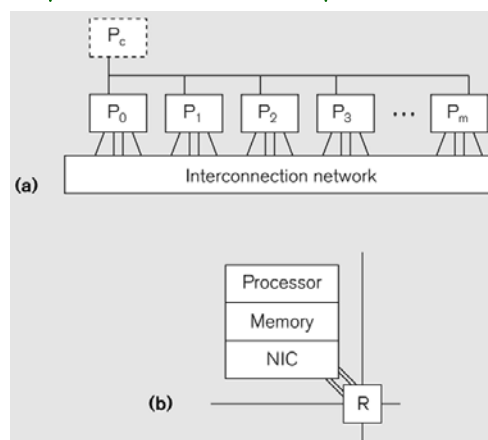 Pc
P0 P1 P2 P3 ... Pm
Interconnection network
(a)
Processor
Memory
NIC
(b)
R